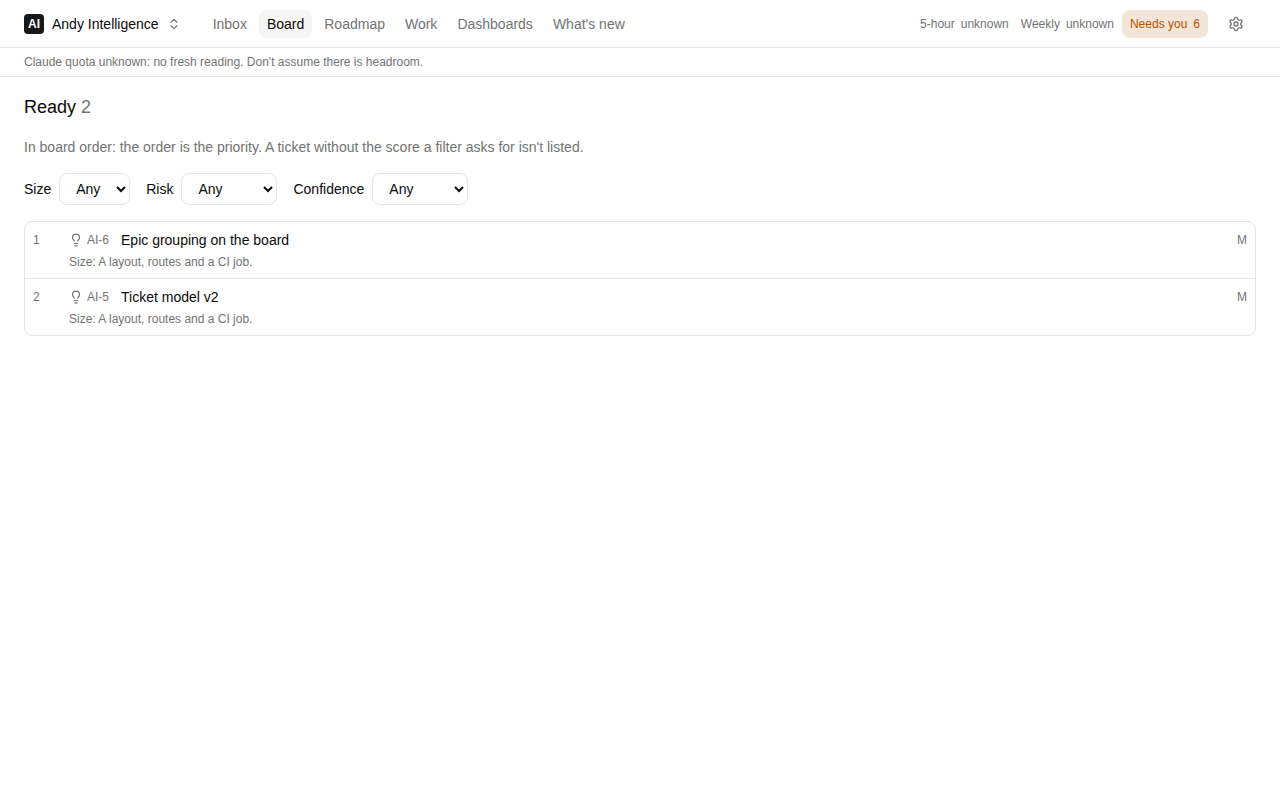 AI Andy Intelligence Inbox Board Roadmap Work Dashboards What's new 5-hour unknown Weekly unknown Needs you 6
Claude quota unknown: no fresh reading. Don't assume there is headroom.
Ready 2
In board order: the order is the priority. A ticket without the score a filter asks for isn't listed.
Size Any Risk Any Confidence Any
1 AI-6 Epic grouping on the board M
Size: A layout, routes and a CI job.
2 AI-5 Ticket model v2 M
Size: A layout, routes and a CI job.